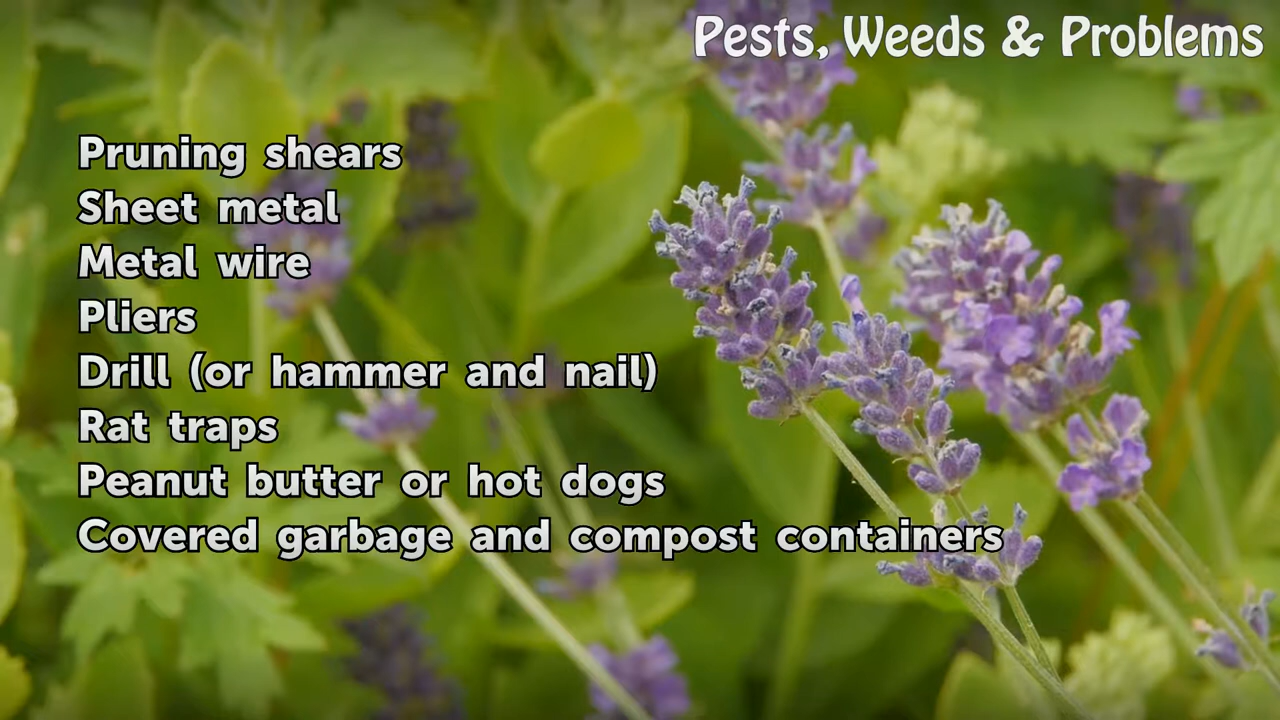 Pests, Weeds & Problems
Pruning shears
Sheet metal
Metal wire
Pliers
Drill (or hammer and nail)
Rat traps
Peanut butter or hot dogs
Covered garbage and compost containers